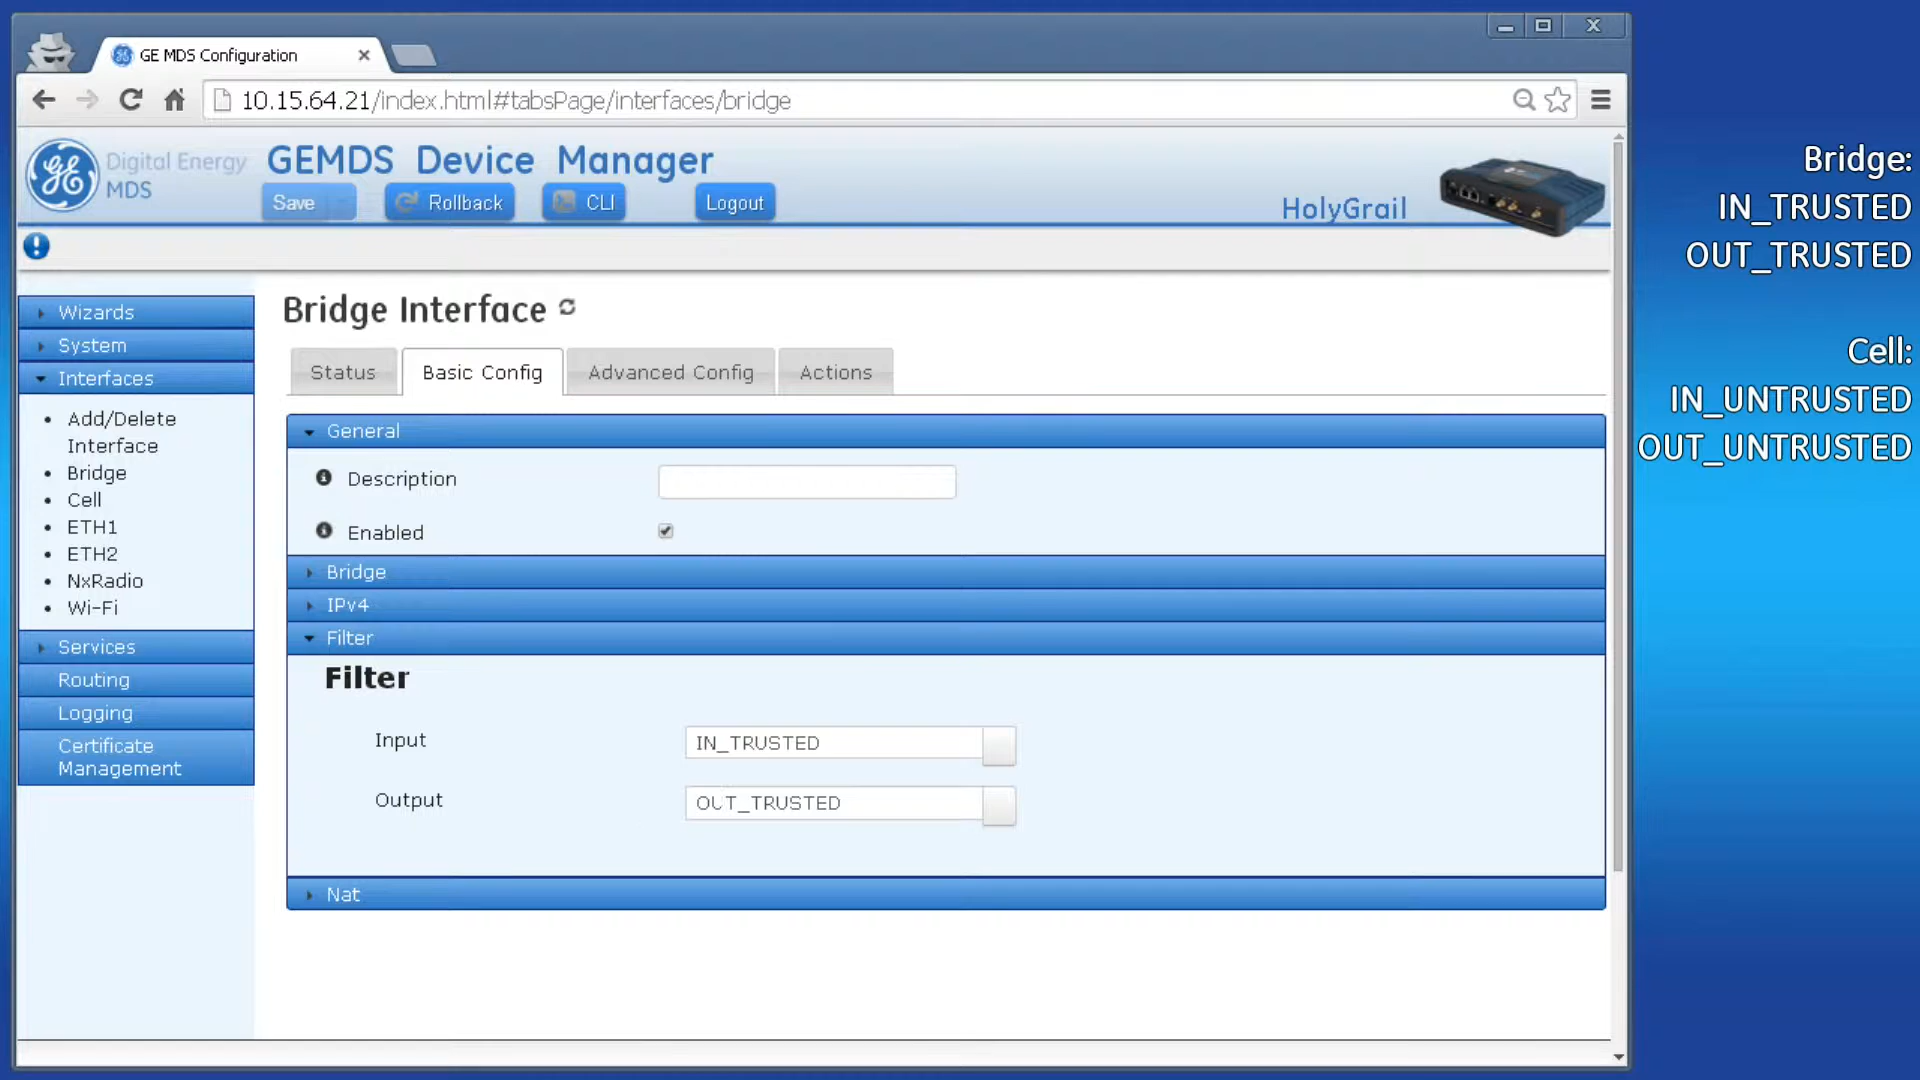 GE MDS Configuration
10.15.64.21/index.html#tabsPage/interfaces/bridge
GE
Digital Energy
MDS
GEMDS Device Manager
Save
Rollback
CLI
Logout
HolyGrail
Wizards
System
Interfaces
Add/Delete
Interface
Bridge
Cell
ETH1
ETH2
NxRadio
Wi-Fi
Services
Routing
Logging
Certificate
Management
Bridge Interface
Status
Basic Config
Advanced Config
Actions
General
Description
Enabled
Bridge
IPv4
Filter
Filter
Input
IN_TRUSTED
Output
OUT_TRUSTED
Nat
Bridge:
IN_TRUSTED
OUT_TRUSTED
Cell:
IN_UNTRUSTED
OUT_UNTRUSTED